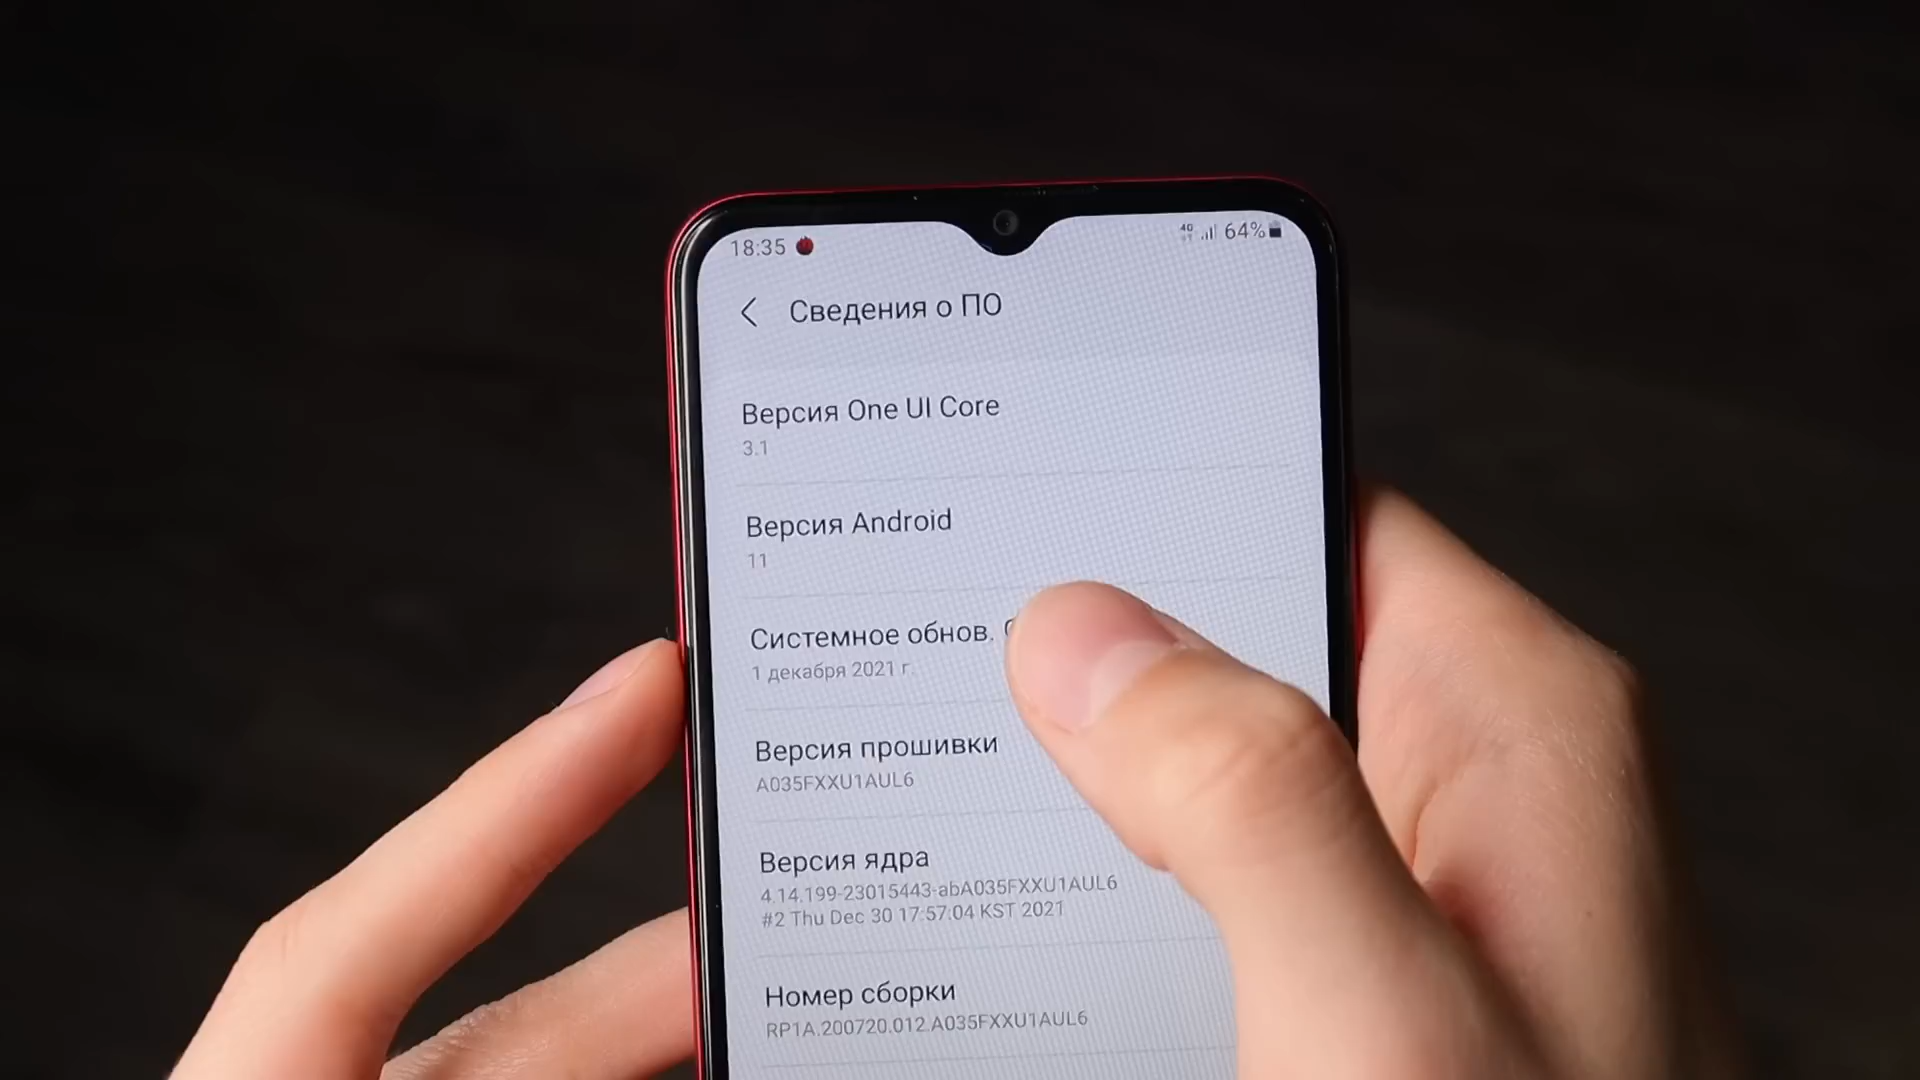 18:35 4G 64%
Сведения о ПО
Версия One UI Core
3.1
Версия Android
11
Системное обнов.
1 декабря 2021 г.
Версия прошивки
A035FXXU1AUL6
Версия ядра
4.14.199-23015443-abA035FXXU1AUL6
#2 Thu Dec 30 17:57:04 KST 2021
Номер сборки
RP1A.200720.012.A035FXXU1AUL6